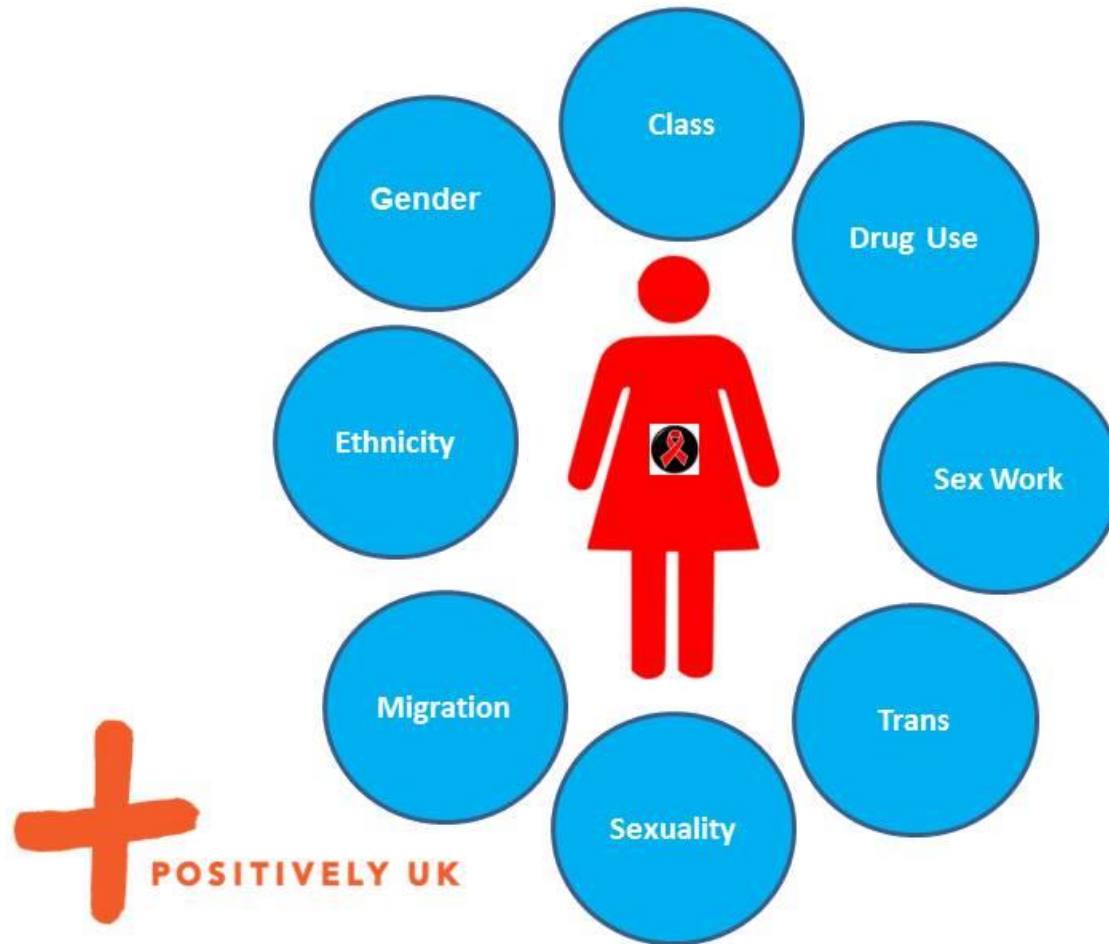 Class
Gender
Drug Use
Ethnicity
Sex Work
Migration
Trans
Sexuality
POSITIVELY UK